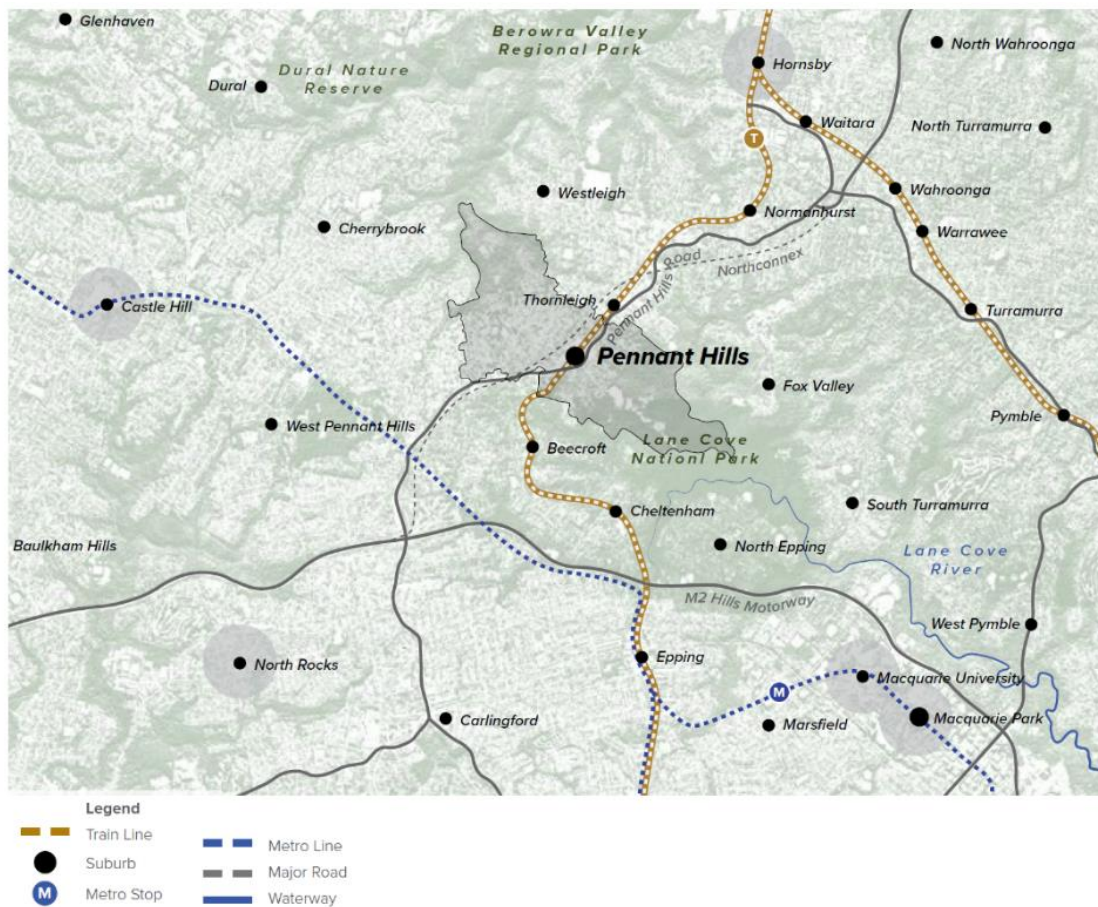 Glenhaven
Berowra Valley
Regional Park
North Wahroonga
Hornsby
Dural Nature
Reserve
Dural
Waitara
North Turramurra
T
Westleigh
Wahroonga
Normanhurst
Cherrybrook
Warrawee
Northconnex
Pennant Hills Road
Castle Hill
Thornleigh
Turramurra
Pennant Hills
Fox Valley
Pymble
West Pennant Hills
Lane Cove
Nationl Park
Beecroft
South Turramurra
Cheltenham
Baulkham Hills
North Epping
Lane Cove
River
M2 Hills Motorway
West Pymble
North Rocks
Epping
Macquarie University
M
Carlingford
Marsfield
Macquarie Park
Legend
Train Line
Suburb
M
Metro Stop
Metro Line
Major Road
Waterway